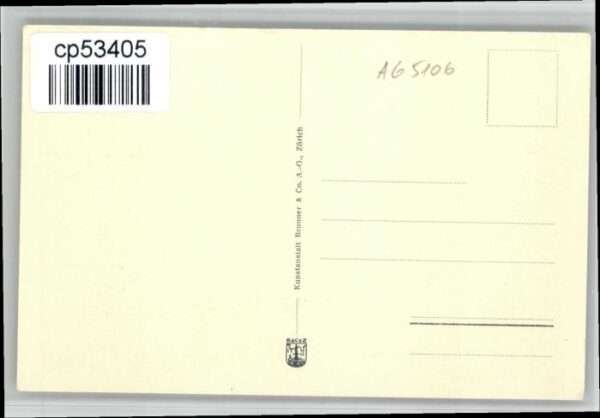 cp53405
AG 5106
Kunstanstalt Brunner & Co. A.-G., Zürich